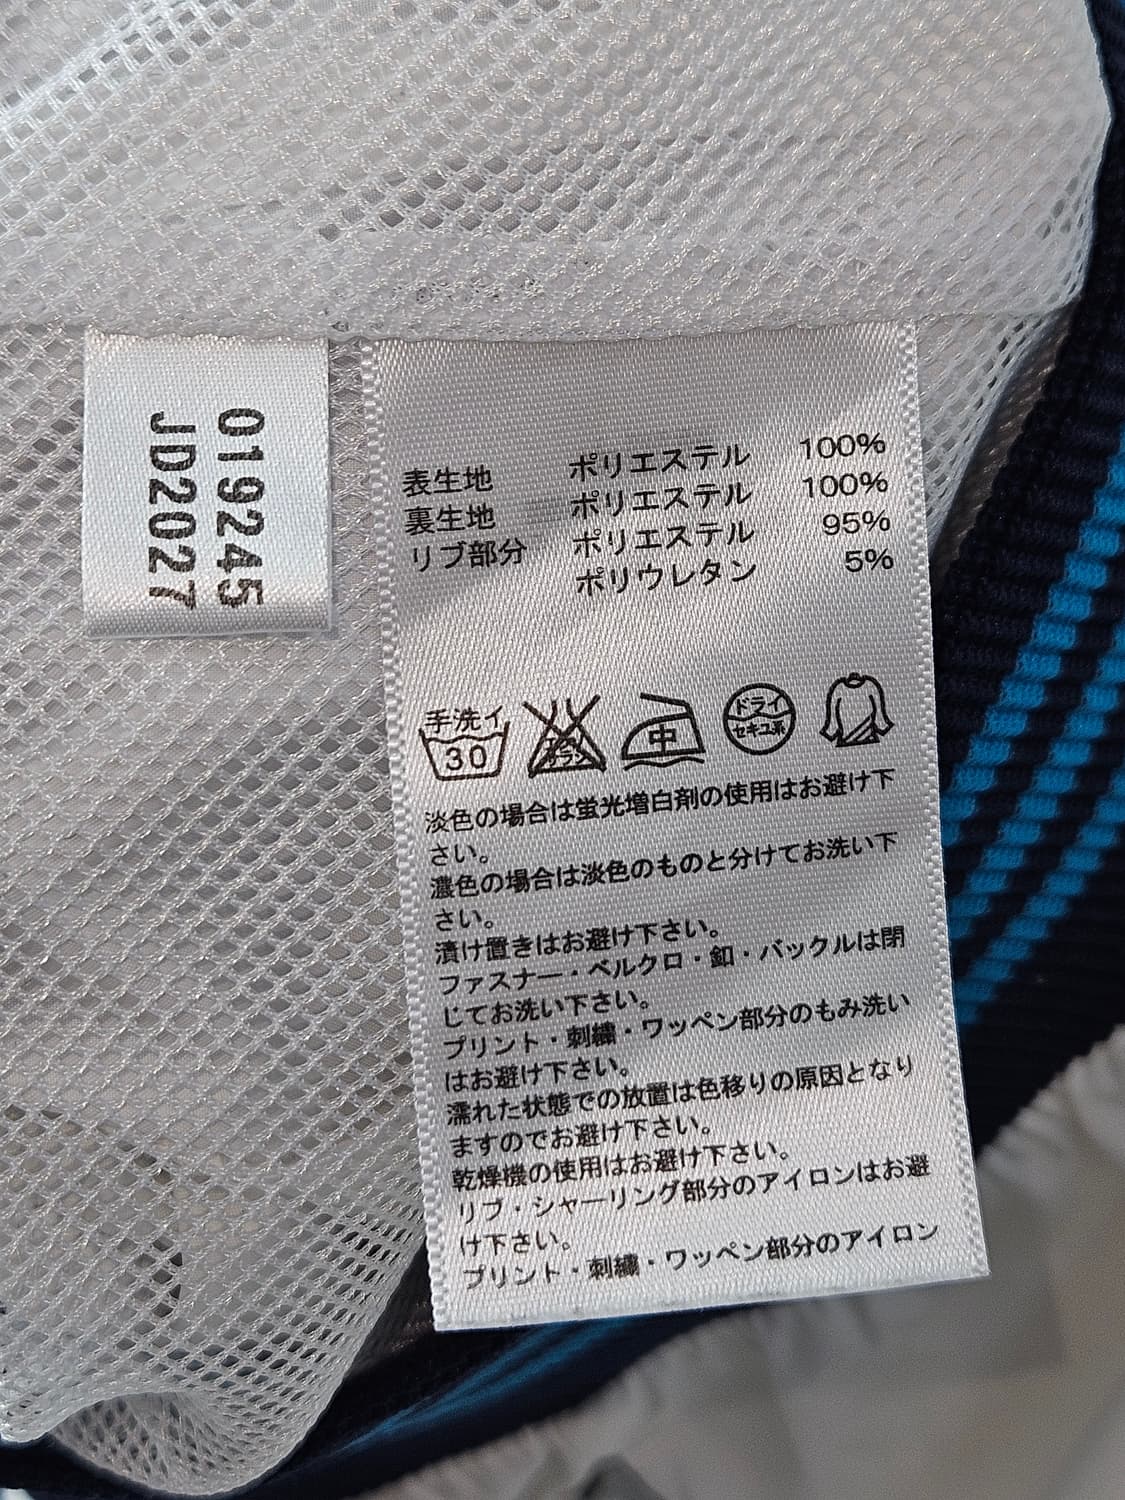 019245
JD2027
表生地 ポリエステル 100%
裏生地 ポリエステル 100%
リブ部分 ポリエステル 95%
ポリウレタン 5%
手洗イ
30
エンソ
サラシ
中
ドライ
セキユ系
淡色の場合は蛍光増白剤の使用はお避け下
さい。
濃色の場合は淡色のものと分けてお洗い下
さい。
漬け置きはお避け下さい。
ファスナー・ベルクロ・釦・バックルは閉
じてお洗い下さい。
プリント・刺繍・ワッペン部分のもみ洗い
はお避け下さい。
濡れた状態での放置は色移りの原因となり
ますのでお避け下さい。
乾燥機の使用はお避け下さい。
リブ・シャーリング部分のアイロンはお避
け下さい。
プリント・刺繍・ワッペン部分のアイロン